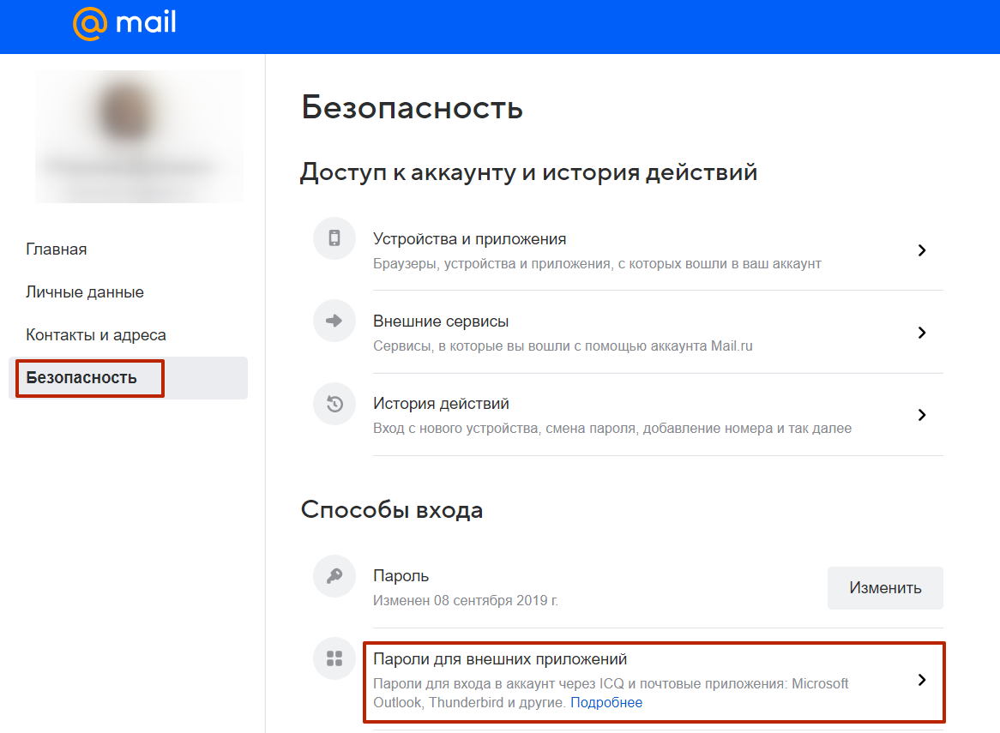 @mail
Безопасность
Доступ к аккаунту и история действий
Устройства и приложения
Браузеры, устройства и приложения, с которых вошли в ваш аккаунт
Главная
Личные данные
Внешние сервисы
Сервисы, в которые вы вошли с помощью аккаунта Mail.ru
Контакты и адреса
Безопасность
История действий
Вход с нового устройства, смена пароля, добавление номера и так далее
Способы входа
Пароль
Изменен 08 сентября 2019 г.
Изменить
Пароли для внешних приложений
Пароли для входа в аккаунт через ICQ и почтовые приложения: Microsoft
Outlook, Thunderbird и другие. Подробнее